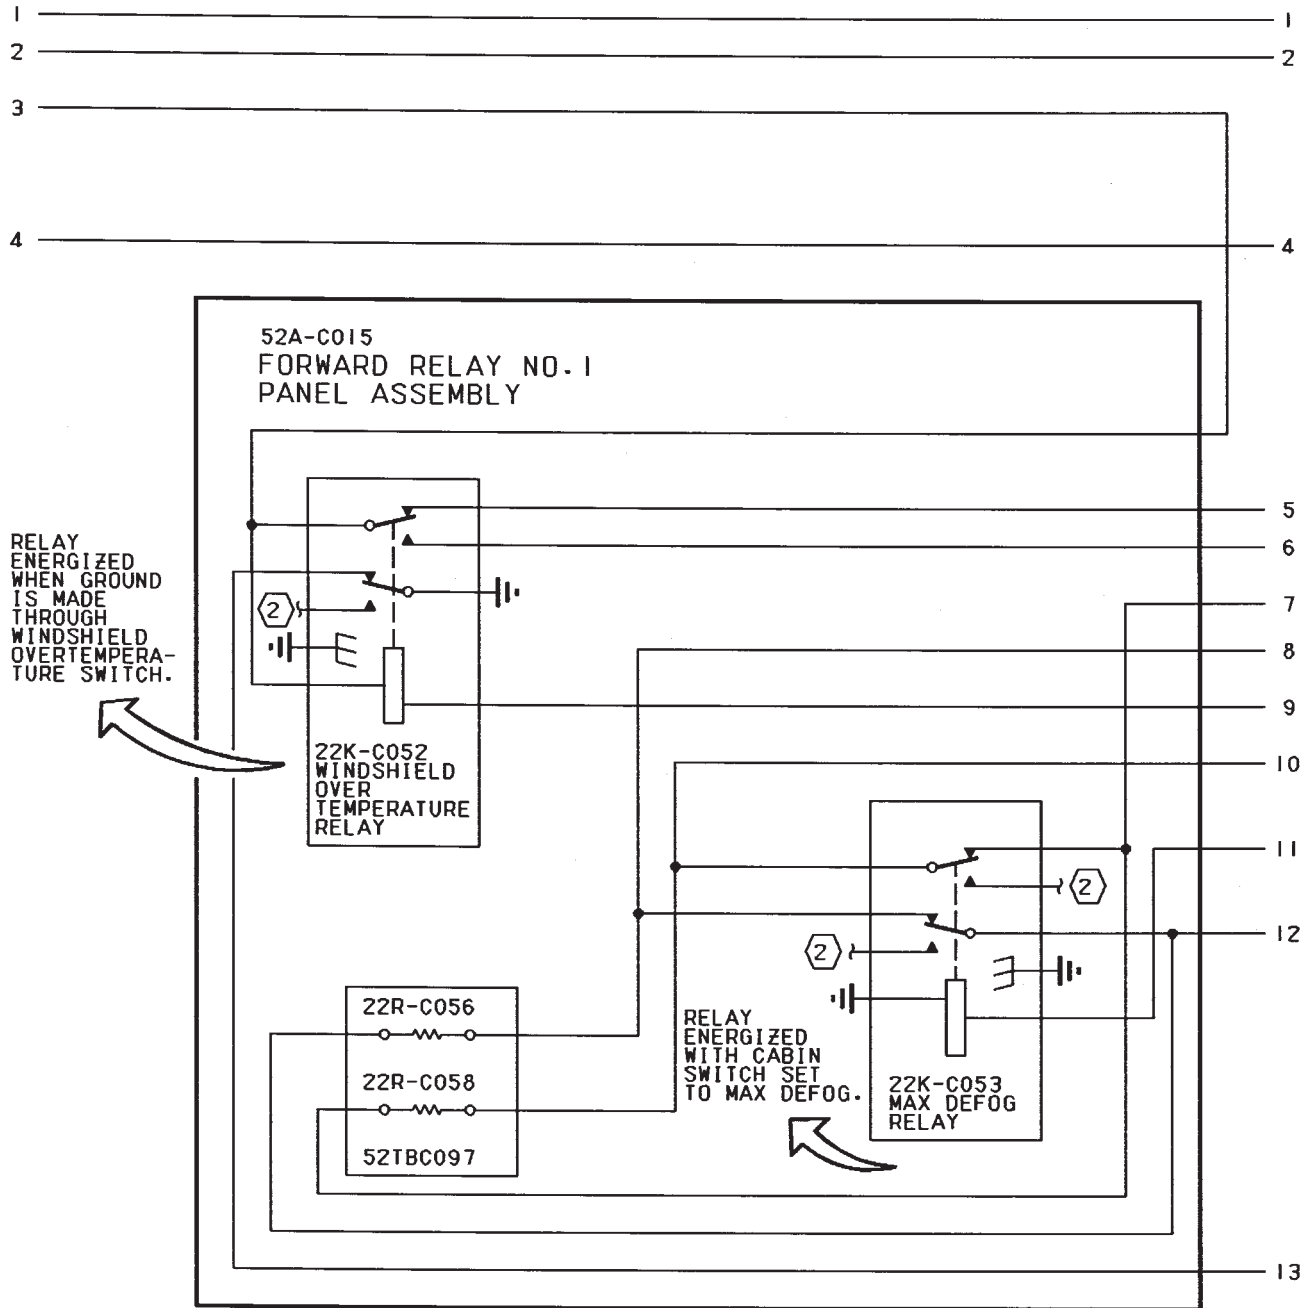 1 1
2 2
3
4 4
52A-C015
FORWARD RELAY NO. 1
PANEL ASSEMBLY
5
6
7
8
9
10
11
12
13
RELAY
ENERGIZED
WHEN GROUND
IS MADE
THROUGH
WINDSHIELD
OVERTEMPERA-
TURE SWITCH.
2
22K-C052
WINDSHIELD
OVER
TEMPERATURE
RELAY
2
2
22R-C056
22R-C058
52TBC097
RELAY
ENERGIZED
WITH CABIN
SWITCH SET
TO MAX DEFOG.
22K-C053
MAX DEFOG
RELAY